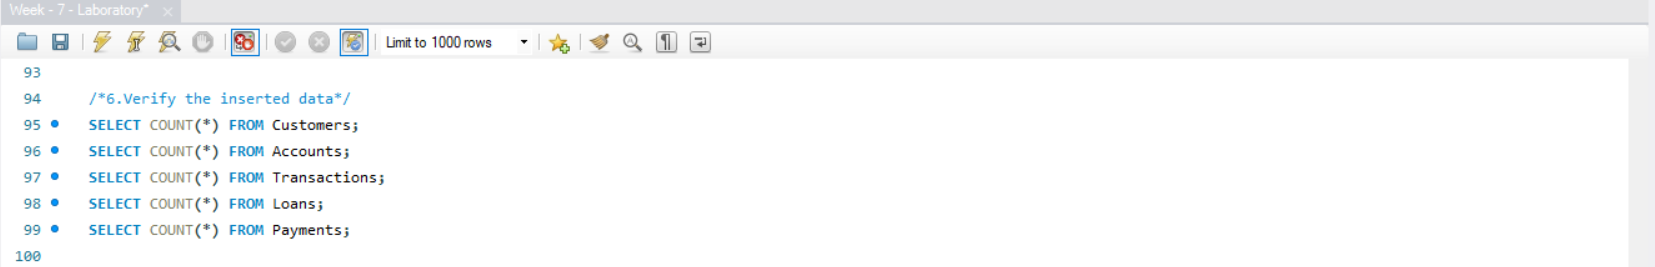 Week - 7 - Laboratory*
Limit to 1000 rows
93
94 /*6.Verify the inserted data*/
95 SELECT COUNT(*) FROM Customers;
96 SELECT COUNT(*) FROM Accounts;
97 SELECT COUNT(*) FROM Transactions;
98 SELECT COUNT(*) FROM Loans;
99 SELECT COUNT(*) FROM Payments;
100